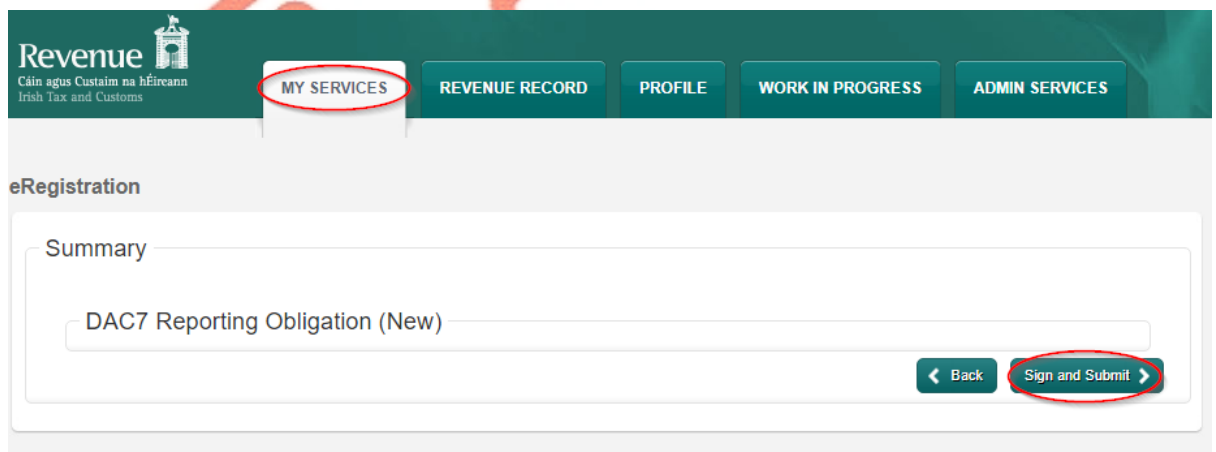 Revenue
Cáin agus Custaim na hÉireann
Irish Tax and Customs
MY SERVICES
REVENUE RECORD
PROFILE
WORK IN PROGRESS
ADMIN SERVICES
eRegistration
Summary
DAC7 Reporting Obligation (New)
Back
Sign and Submit